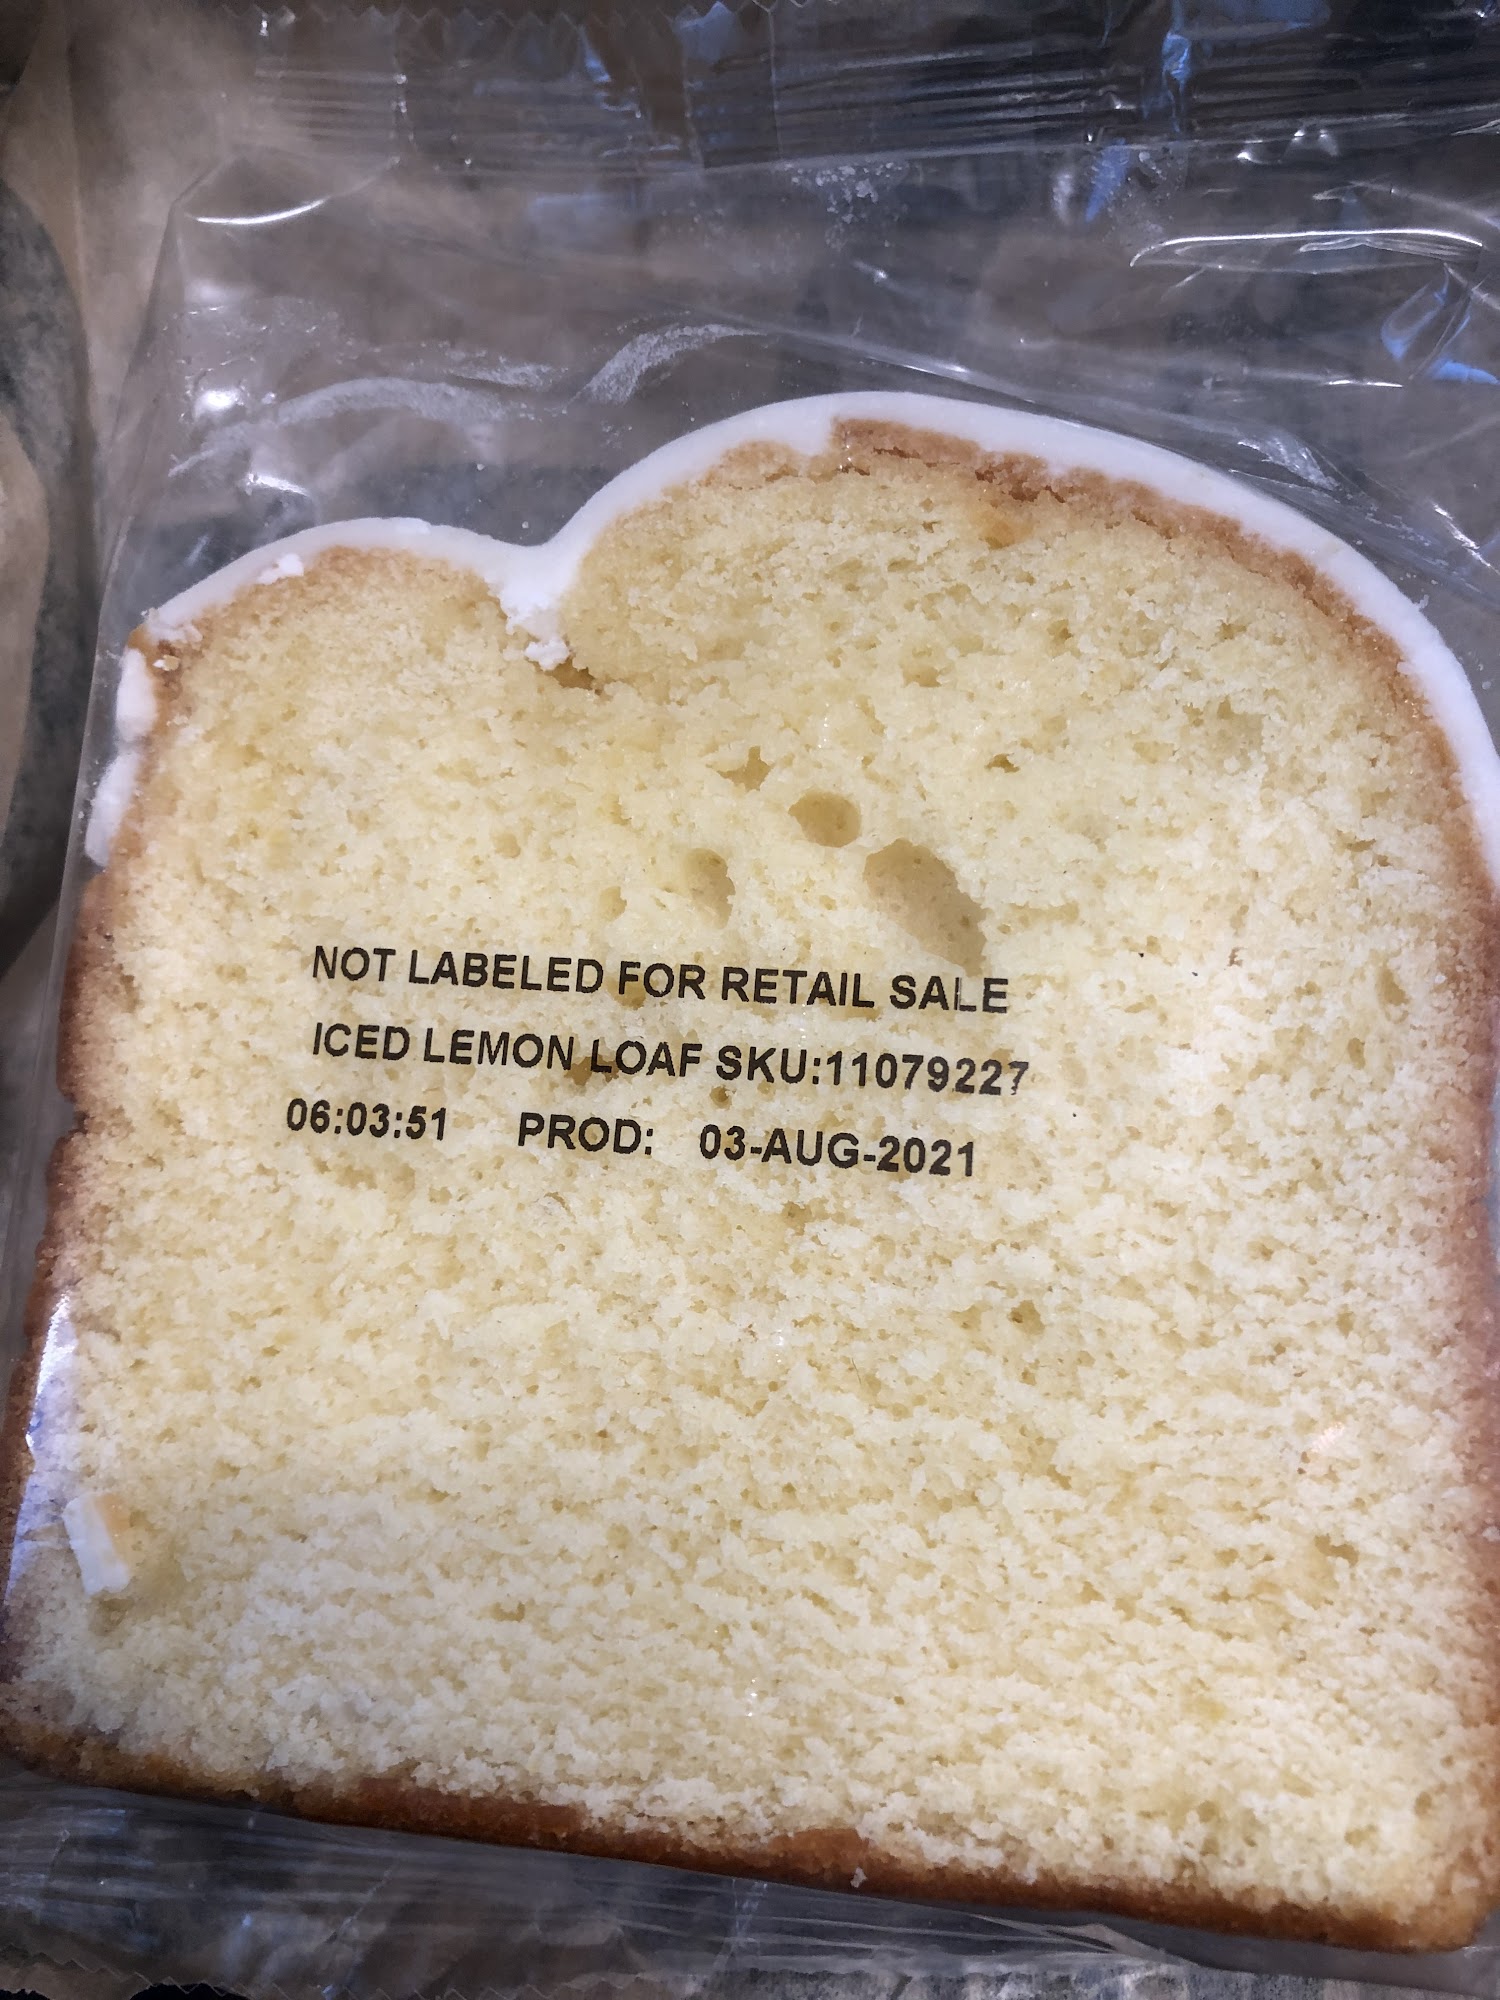 NOT LABELED FOR RETAIL SALE
ICED LEMON LOAF SKU:11079227
06:03:51 PROD: 03-AUG-2021